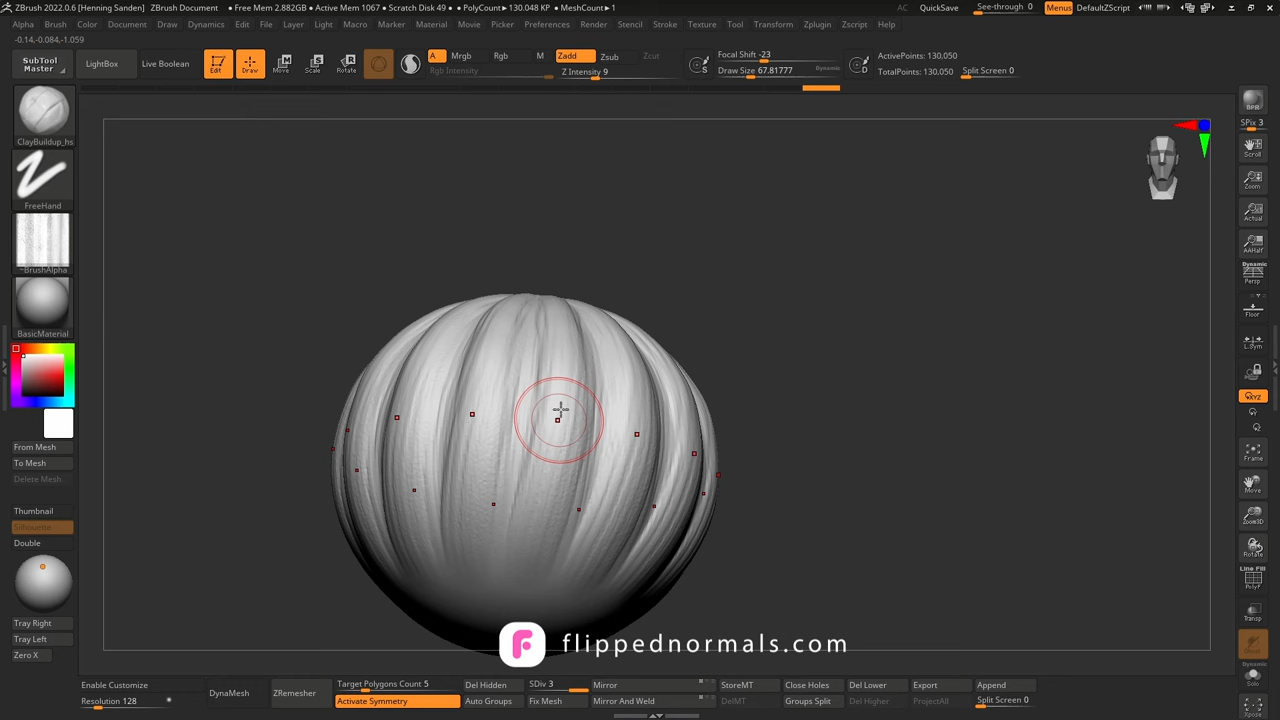 ZBrush 2022.0.6 [Henning Sanden] ZBrush Document • Free Mem 2.882GB • Active Mem 1067 • Scratch Disk 49 • PolyCount▸130.048 KP • MeshCount▸1
AC QuickSave See-through 0 Menus DefaultZScript
Alpha Brush Color Document Draw Dynamics Edit File Layer Light Macro Marker Material Movie Picker Preferences Render Stencil Stroke Surface Texture Tool Transform Zplugin Zscript Help
-0.14,-0.084,-1.059
SubTool Master
LightBox
Live Boolean
Edit Draw Move Scale Rotate
A Mrgb Rgb M Zadd Zsub Zcut
Rgb Intensity Z Intensity 9
Focal Shift -23
Draw Size 67.81777 Dynamic
ActivePoints: 130,050
TotalPoints: 130,050 Split Screen 0
ClayBuildup_hs
FreeHand
~BrushAlpha
BasicMaterial
From Mesh
To Mesh
Delete Mesh
Thumbnail
Silhouette
Double
Tray Right
Tray Left
Zero X
BPR
SPix 3
Scroll
Zoom
Actual
AAHalf
Dynamic
Persp
Floor
L.Sym
XYZ
Frame
Move
Zoom3D
Rotate
Line Fill
PolyF
Transp
Ghost
Dynamic
Solo
Xpose
flippednormals.com
Enable Customize
Resolution 128
DynaMesh
ZRemesher
Target Polygons Count 5
Activate Symmetry
Del Hidden
Auto Groups
SDiv 3
Fix Mesh
Mirror
Mirror And Weld
StoreMT
DelMT
Close Holes
Groups Split
Del Lower
Del Higher
Export
ProjectAll
Append
Split Screen 0